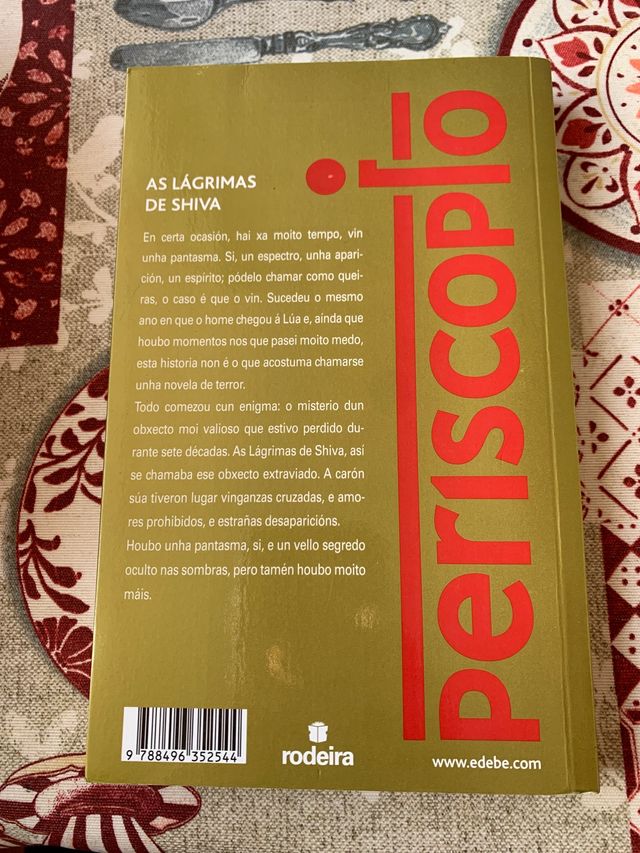 AS LÁGRIMAS
DE SHIVA
En certa ocasión, hai xa moito tempo, vin
unha pantasma. Si, un espectro, unha apari-
ción, un espírito; pódelo chamar como quei-
ras, o caso é que o vin. Sucedeu o mesmo
ano en que o home chegou á Lúa e, aínda que
houbo momentos nos que pasei moito medo,
esta historia non é o que acostuma chamarse
unha novela de terror.
Todo comezou cun enigma: o misterio dun
obxecto moi valioso que estivo perdido du-
rante sete décadas. As Lágrimas de Shiva, así
se chamaba ese obxecto extraviado. A carón
súa tiveron lugar vinganzas cruzadas, e amo-
res prohibidos, e estrañas desaparicións.
Houbo unha pantasma, si, e un vello segredo
oculto nas sombras, pero tamén houbo moito
máis.
periscopio
9 788496 352544
rodeira
www.edebe.com